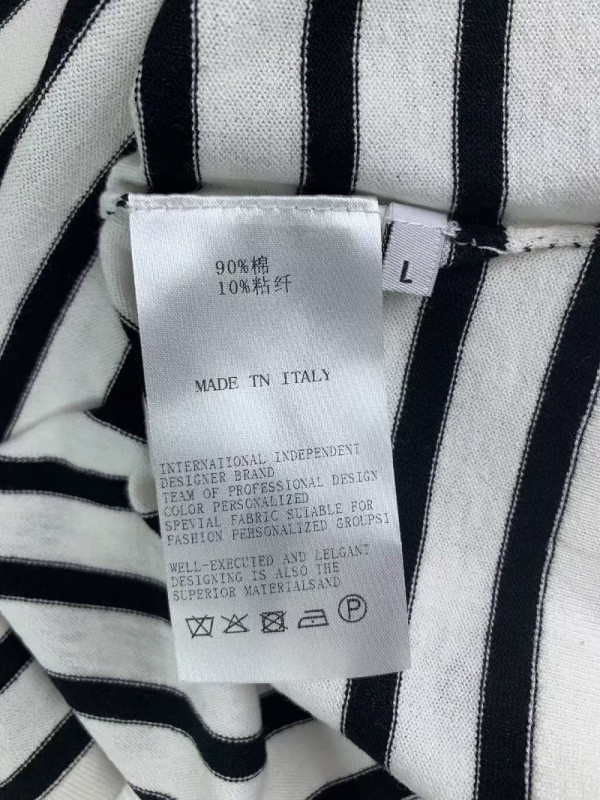 90%棉
10%粘纤
L
MADE TN ITALY
INTERNATIONAL INDEPENDENT
DESIGNER BRAND
TEAM OF PROFESSIONAL DESIGN
COLOR PERSONALIZED
SPEVIAL FABRIC SUITABLE FOR
FASHION PERSONALIZED GROUPSI
WELL-EXECUTED AND LELGANT
DESIGNING IS ALSO THE
SUPERIOR MATERIALSAND
P